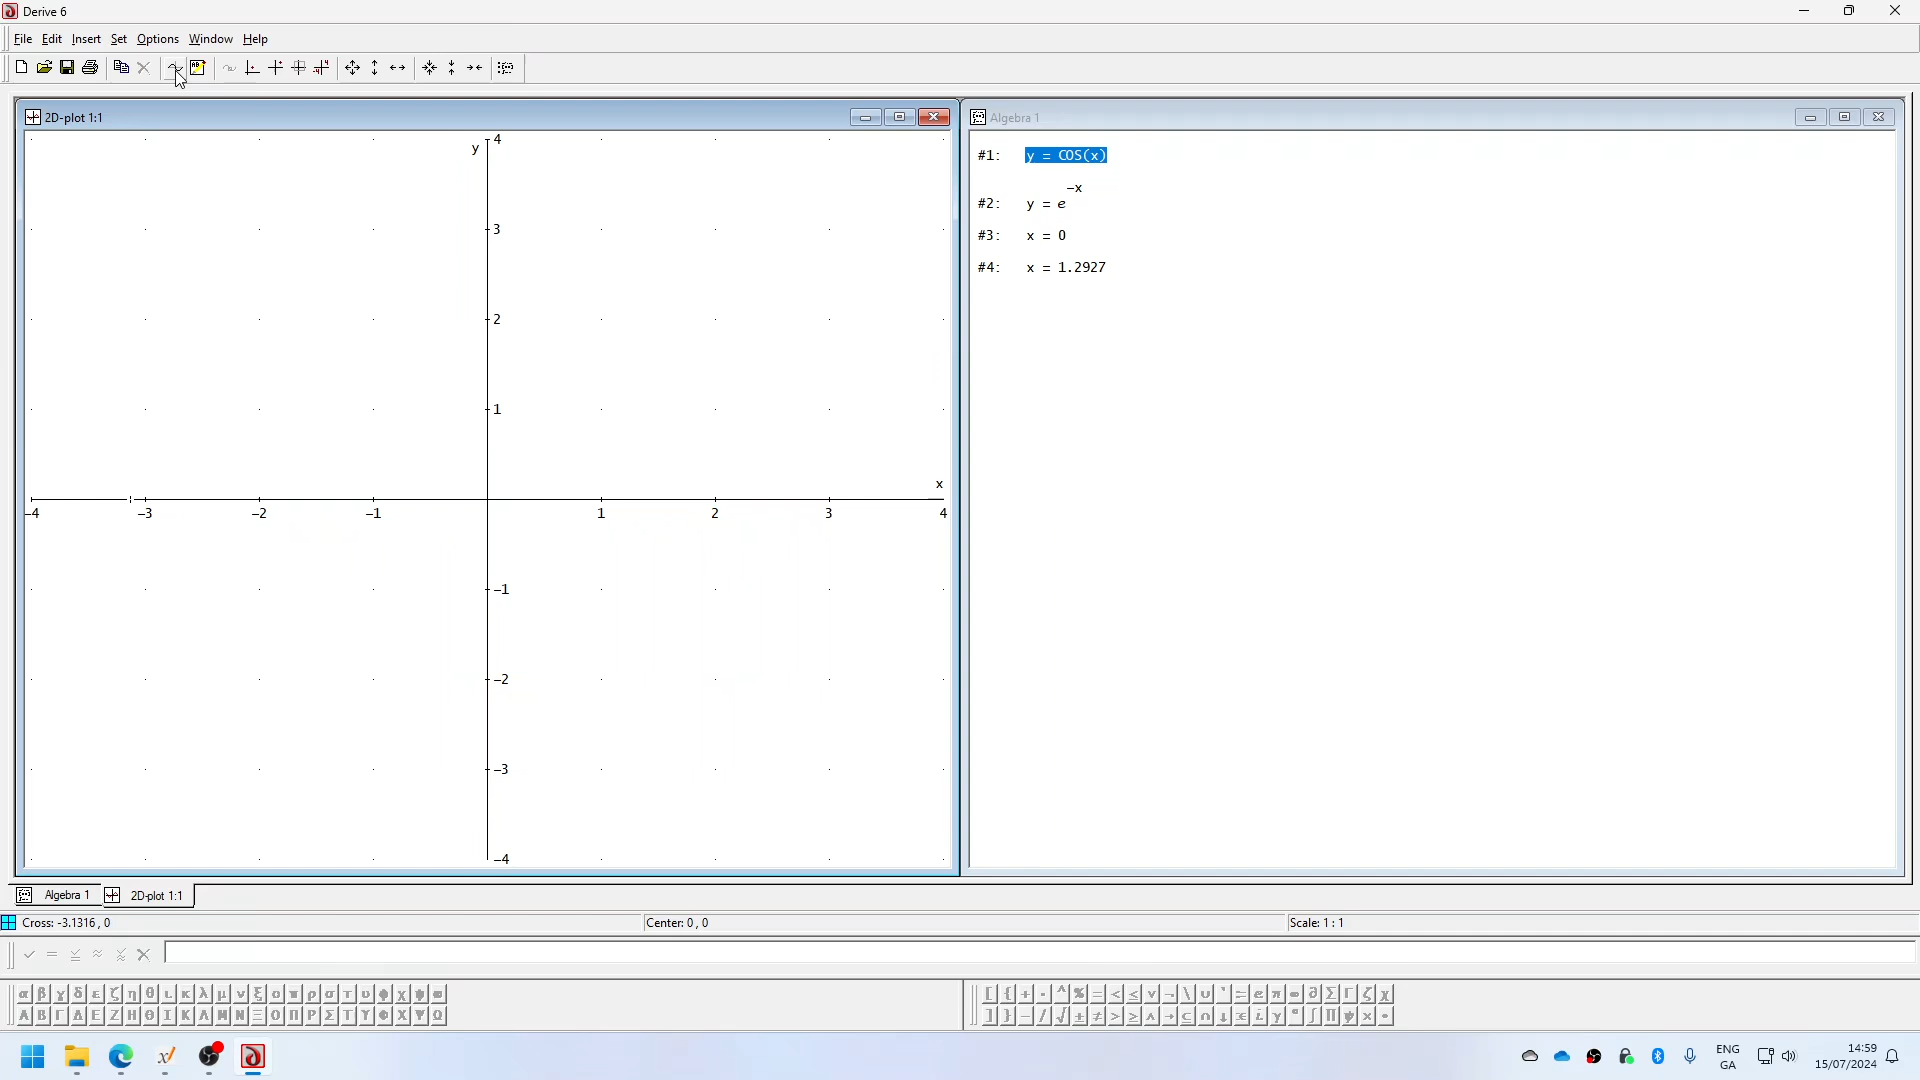 Derive 6
File Edit Insert Set Options Window Help
2D-plot 1:1
y
4
3
2
1
x
-4 -3 -2 -1 1 2 3 4
-1
-2
-3
-4
Algebra 1
#1: y = COS(x)
-x
#2: y = e
#3: x = 0
#4: x = 1.2927
Algebra 1 2D-plot 1:1
Cross: -3.1316, 0 Center: 0, 0 Scale: 1 : 1
α β γ δ ε ζ η θ ι κ λ μ ν ξ ο π ρ σ τ υ φ χ ψ ω
Α Β Γ Δ Ε Ζ Η Θ Ι Κ Λ Μ Ν Ξ Ο Π Ρ Σ Τ Υ Φ Χ Ψ Ω
ENG
GA
14:59
15/07/2024